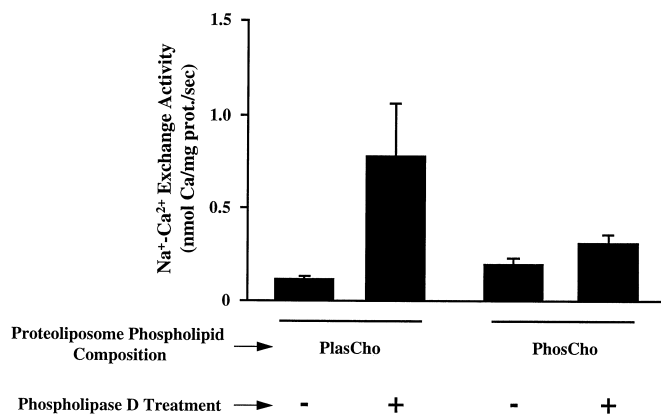 Na⁺-Ca²⁺ Exchange Activity
(nmol Ca/mg prot./sec)
1.5
1.0
0.5
0
Proteoliposome Phospholipid
Composition
PlasCho
PhosCho
Phospholipase D Treatment
- + - +